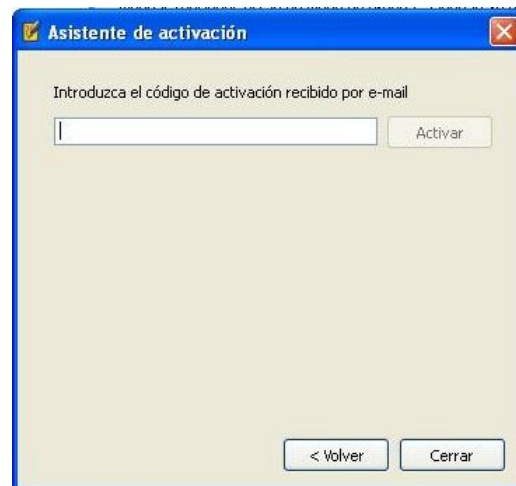 Asistente de activación
Introduzca el código de activación recibido por e-mail
Activar
< Volver
Cerrar